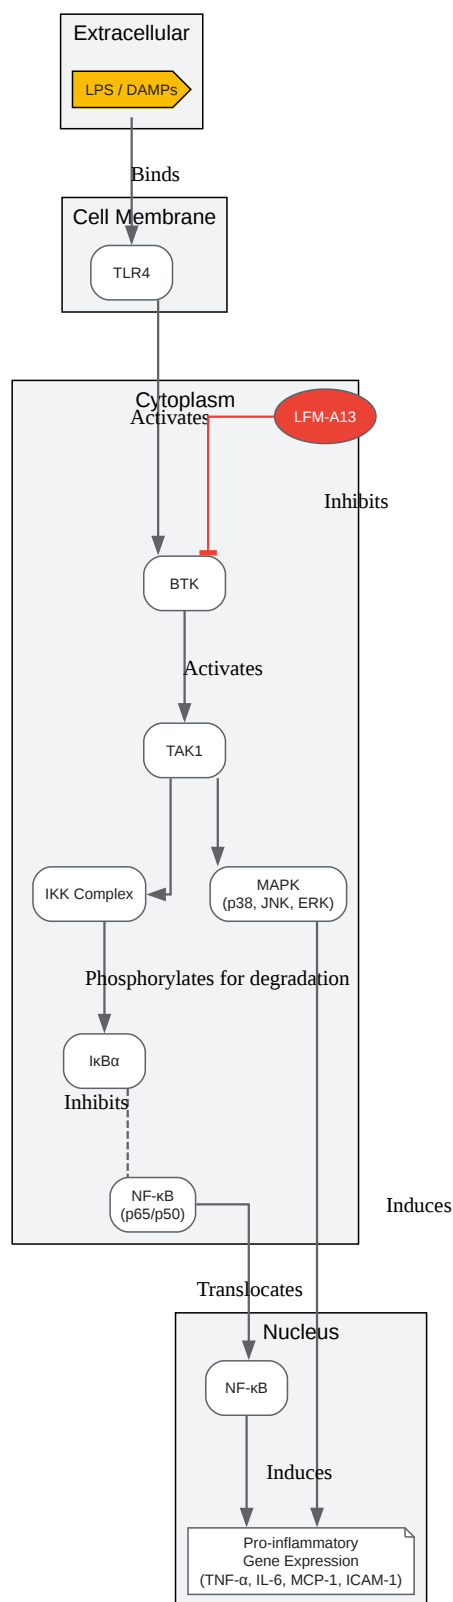 Extracellular
LPS / DAMPs
Binds
Cell Membrane
TLR4
Cytoplasm
Activates
LFM-A13
Inhibits
BTK
Activates
TAK1
IKK Complex
MAPK
(p38, JNK, ERK)
Phosphorylates for degradation
IκBα
Inhibits
NF-κB
(p65/p50)
Induces
Translocates
Nucleus
NF-κB
Induces
Pro-inflammatory
Gene Expression
(TNF-α, IL-6, MCP-1, ICAM-1)